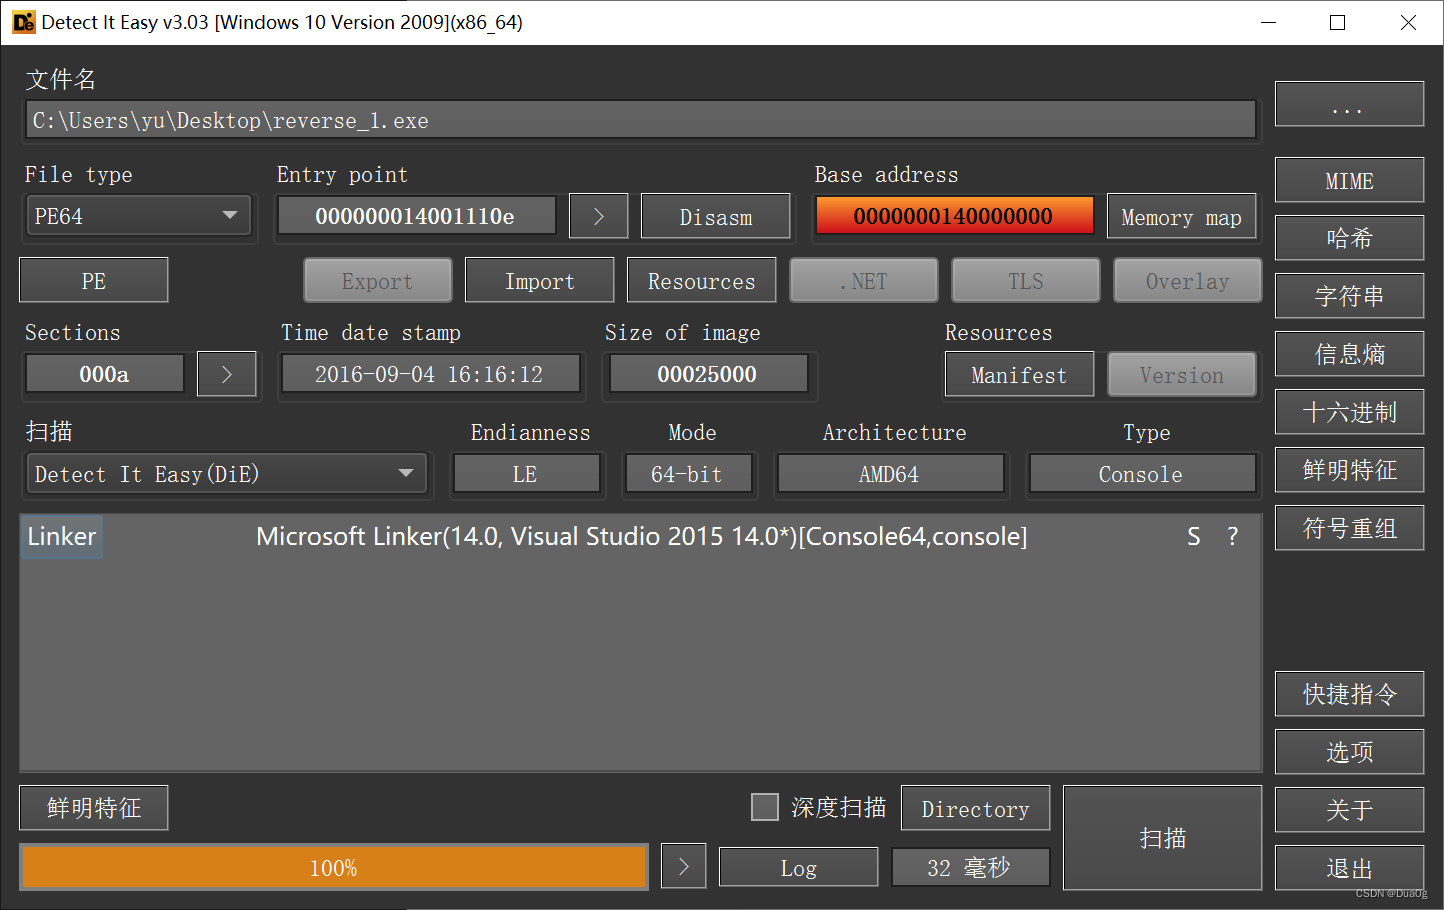 Detect It Easy v3.03 [Windows 10 Version 2009](x86_64)
文件名
C:\Users\yu\Desktop\reverse_1.exe
...
File type
Entry point
Base address
PE64
000000014001110e
>
Disasm
0000000140000000
Memory map
MIME
PE
Export
Import
Resources
.NET
TLS
Overlay
哈希
字符串
Sections
Time date stamp
Size of image
Resources
000a
>
2016-09-04 16:16:12
00025000
Manifest
Version
信息熵
十六进制
扫描
Endianness
Mode
Architecture
Type
Detect It Easy(DiE)
LE
64-bit
AMD64
Console
鲜明特征
符号重组
Linker
Microsoft Linker(14.0, Visual Studio 2015 14.0*)[Console64,console]
S ?
快捷指令
选项
鲜明特征
深度扫描
Directory
扫描
关于
100%
>
Log
32 毫秒
退出
CSDN @Dua0g